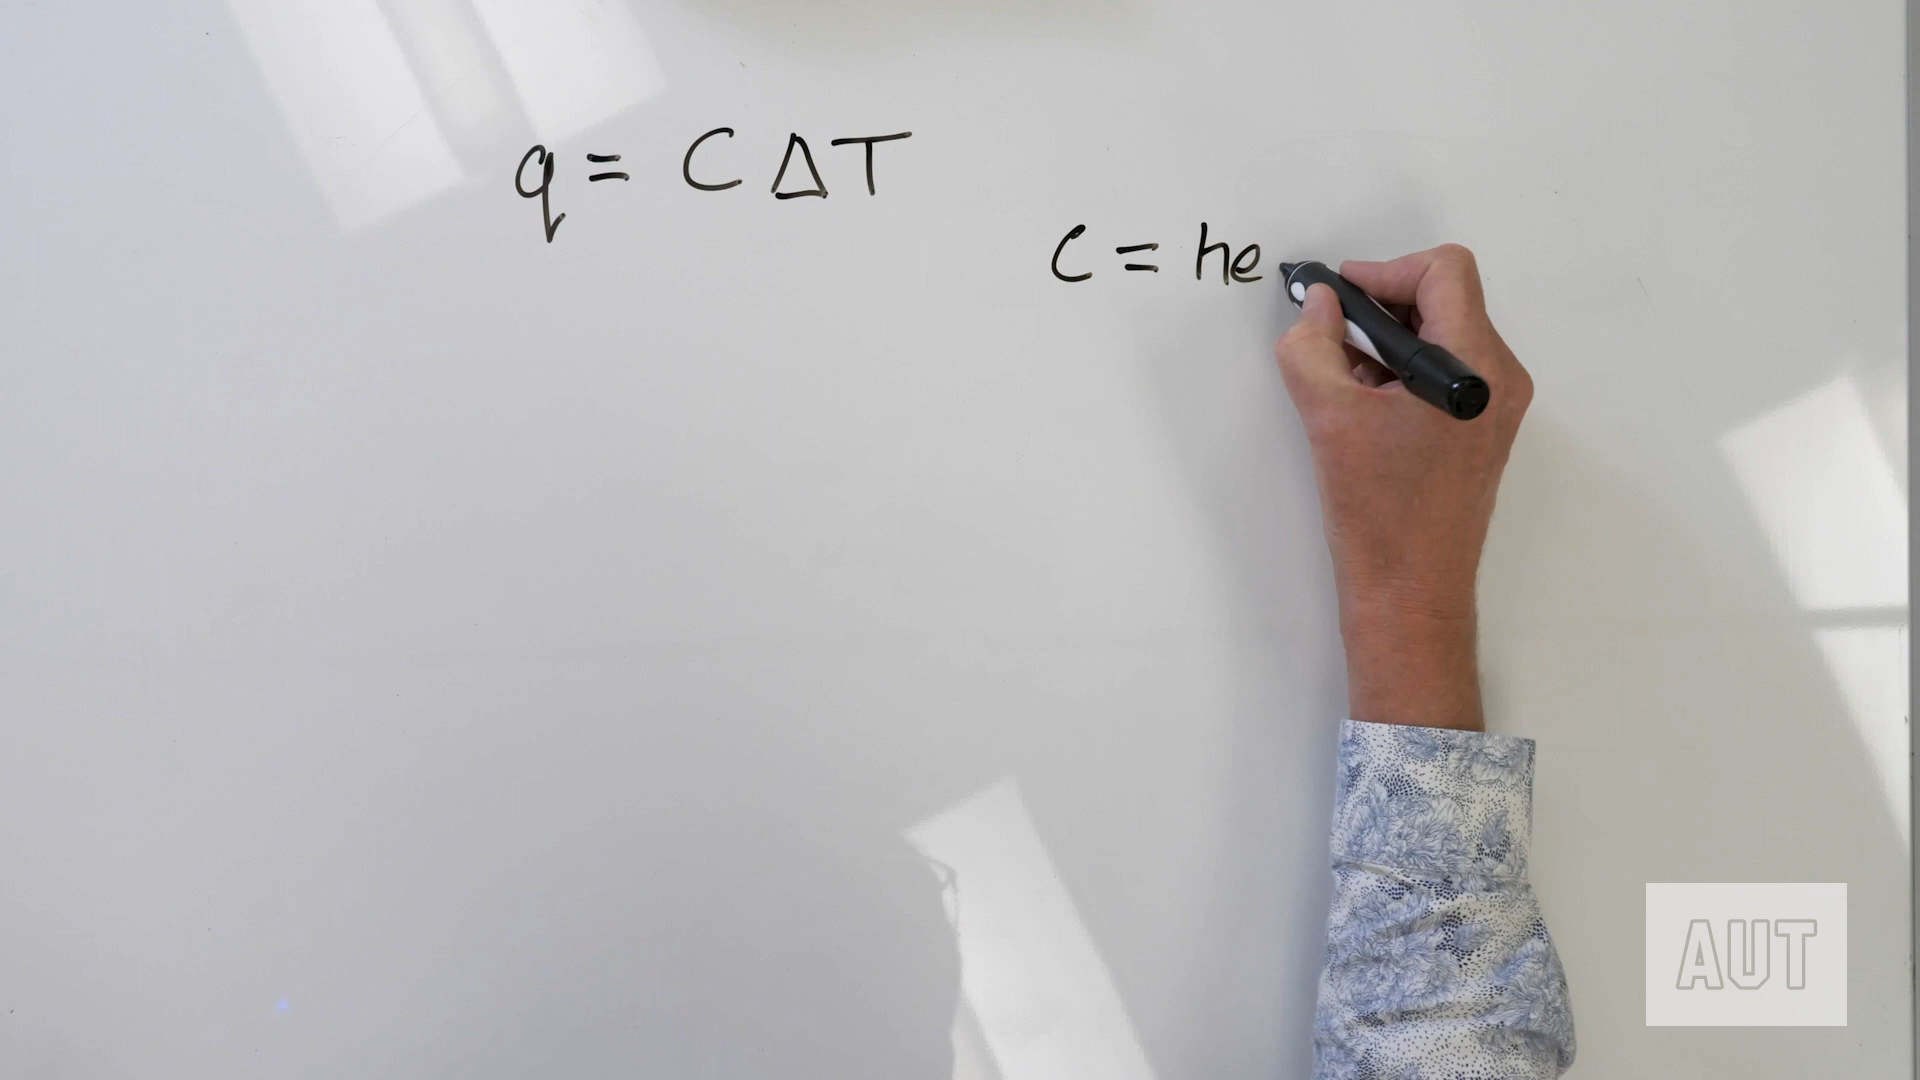 q = C ΔT
C = he
AUT